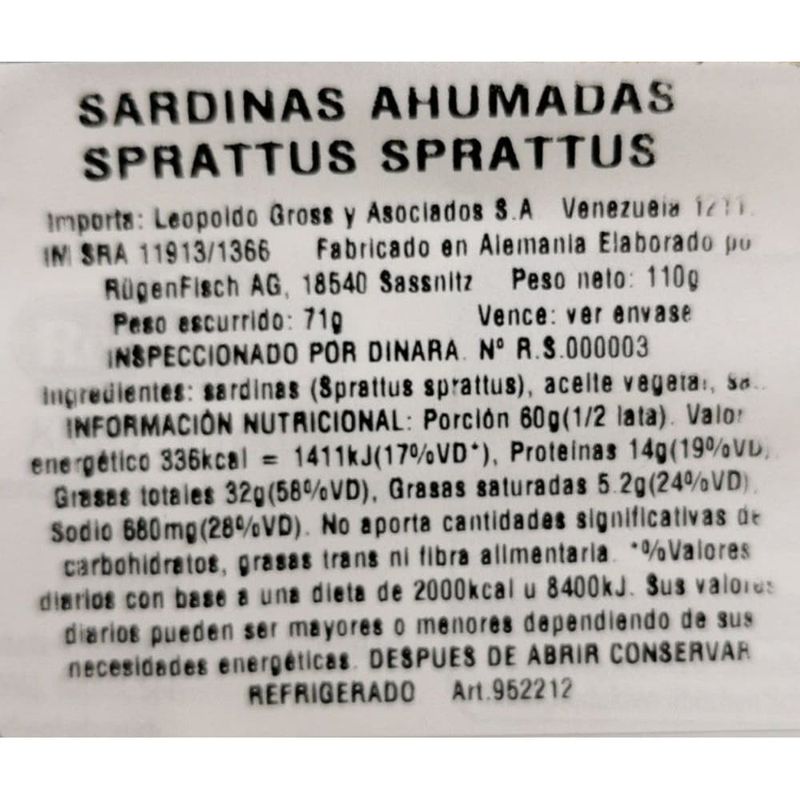 SARDINAS AHUMADAS
SPRATTUS SPRATTUS
Importa: Leopoldo Gross y Asociados S.A Venezuela 1211
IM SRA 11913/1366 Fabricado en Alemania Elaborado po
RügenFisch AG, 18540 Sassnitz Peso neto: 110g
Peso escurrido: 71g Vence: ver envase
INSPECCIONADO POR DINARA. Nº R.S.000003
Ingredientes: sardinas (Sprattus sprattus), aceite vegetal,
INFORMACIÓN NUTRICIONAL: Porción 60g(1/2 lata). Valor
energético 336kcal = 1411kJ(17%VD*), Proteínas 14g(19%VD,
Grasas totales 32g(58%VD), Grasas saturadas 5.2g(24%VD)
Sodio 680mg(28%VD). No aporta cantidades significativas de
carbohidratos, grasas trans ni fibra alimentaria. *%Valores
diarios con base a una dieta de 2000kcal u 8400kJ. Sus valores
diarios pueden ser mayores o menores dependiendo de sus
necesidades energéticas. DESPUES DE ABRIR CONSERVAR
REFRIGERADO Art.952212